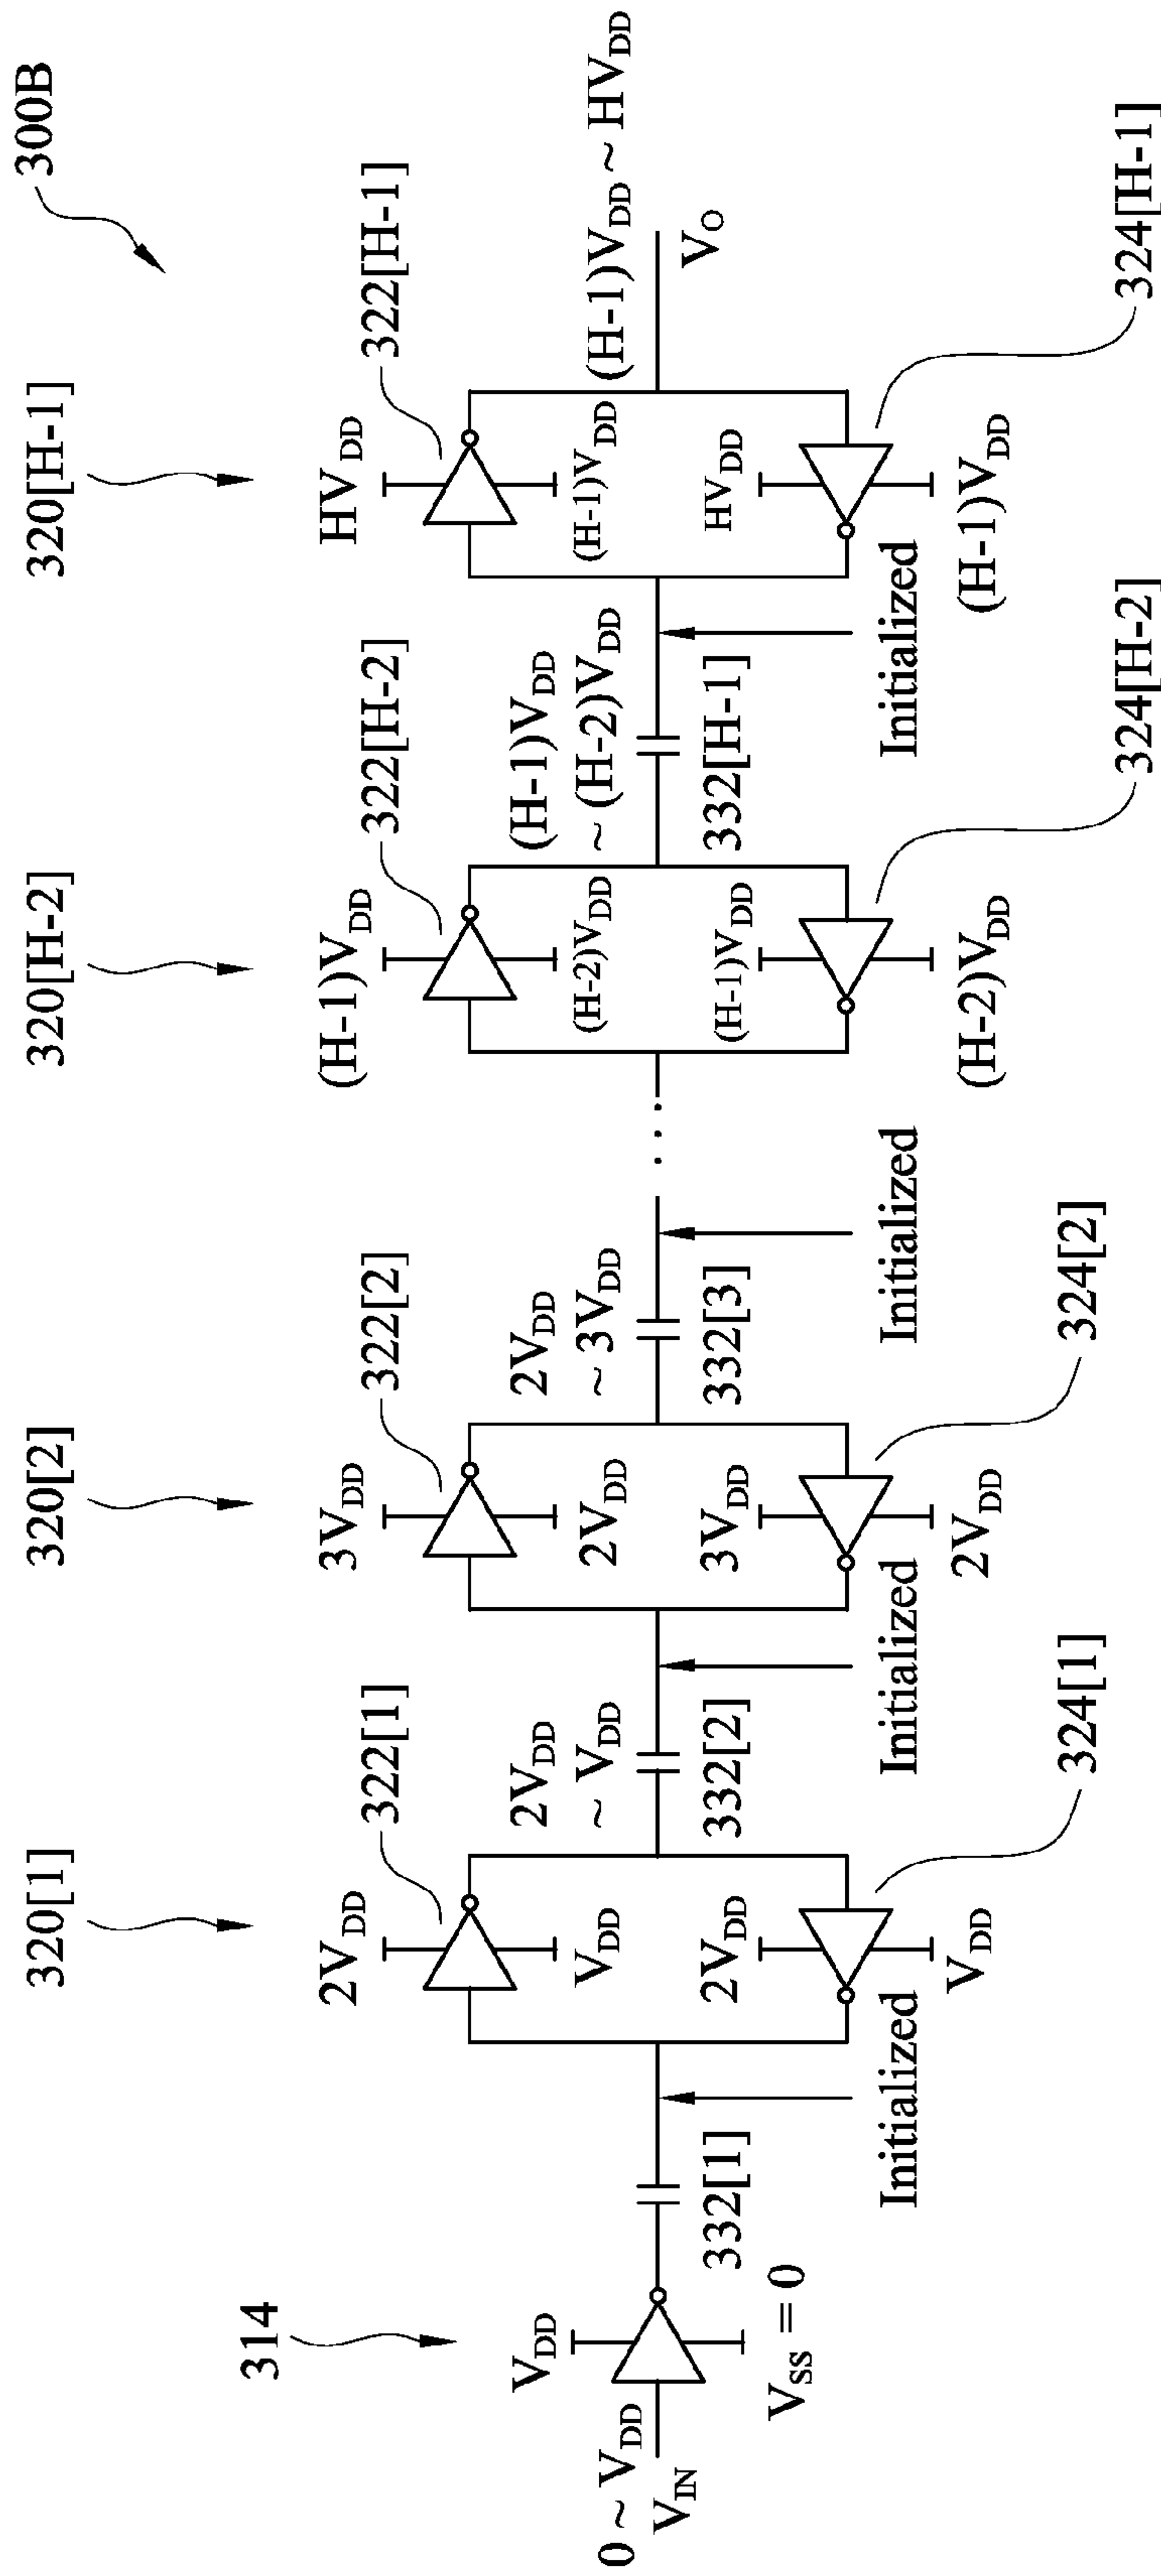 300B
320[1]
320[2]
320[H-2]
320[H-1]
314
V_DD
0 ~ V_DD
V_IN
V_SS = 0
332[1]
Initialized
2V_DD
322[1]
V_DD
2V_DD
V_DD
324[1]
2V_DD
~ V_DD
332[2]
Initialized
3V_DD
322[2]
2V_DD
3V_DD
2V_DD
324[2]
2V_DD
~ 3V_DD
332[3]
Initialized
...
(H-1)V_DD
322[H-2]
(H-2)V_DD
(H-1)V_DD
(H-2)V_DD
324[H-2]
(H-1)V_DD
~ (H-2)V_DD
332[H-1]
Initialized
HV_DD
322[H-1]
(H-1)V_DD
HV_DD
(H-1)V_DD
324[H-1]
(H-1)V_DD ~ HV_DD
V_O